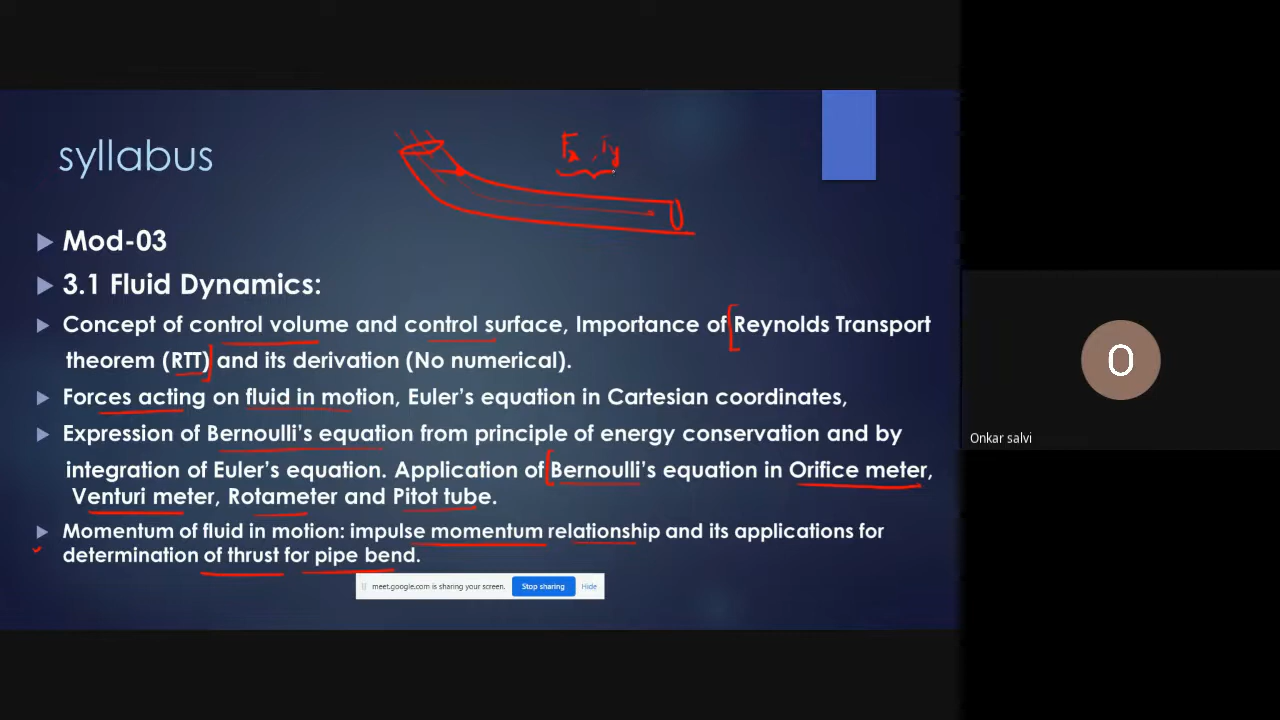 syllabus
Fx , Fy
Mod-03
3.1 Fluid Dynamics:
Concept of control volume and control surface, Importance of Reynolds Transport
theorem (RTT) and its derivation (No numerical).
Forces acting on fluid in motion, Euler's equation in Cartesian coordinates,
Expression of Bernoulli's equation from principle of energy conservation and by
integration of Euler's equation. Application of Bernoulli's equation in Orifice meter,
Venturi meter, Rotameter and Pitot tube.
Momentum of fluid in motion: impulse momentum relationship and its applications for
determination of thrust for pipe bend.
meet.google.com is sharing your screen. Stop sharing Hide
O
Onkar salvi